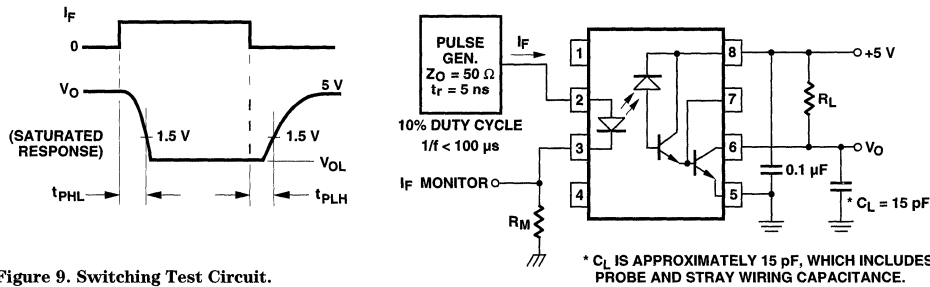 I_F
0
V_O
5 V
1.5 V
1.5 V
(SATURATED
RESPONSE)
V_OL
t_PHL
t_PLH
PULSE
GEN.
Z_O = 50 Ω
t_r = 5 ns
I_F
10% DUTY CYCLE
1/f < 100 µs
I_F MONITOR
R_M
1
2
3
4
8
7
6
5
+5 V
R_L
V_O
0.1 µF
* C_L = 15 pF
* C_L IS APPROXIMATELY 15 pF, WHICH INCLUDES
PROBE AND STRAY WIRING CAPACITANCE.
Figure 9. Switching Test Circuit.